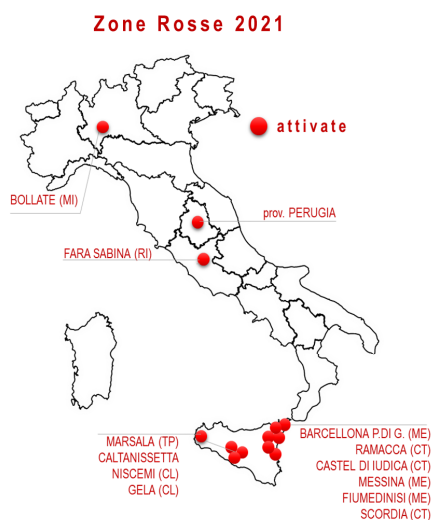 Zone Rosse 2021
attivate
BOLLATE (MI)
prov. PERUGIA
FARA SABINA (RI)
MARSALA (TP)
CALTANISSETTA
NISCEMI (CL)
GELA (CL)
BARCELLONA P.DI G. (ME)
RAMACCA (CT)
CASTEL DI IUDICA (CT)
MESSINA (ME)
FIUMEDINISI (ME)
SCORDIA (CT)